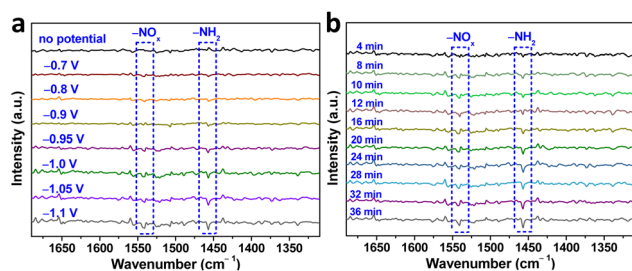 a
–NOx
–NH2
no potential
–0.7 V
–0.8 V
–0.9 V
–0.95 V
–1.0 V
–1.05 V
–1.1 V
Intensity (a.u.)
1650 1600 1550 1500 1450 1400 1350
Wavenumber (cm⁻¹)
b
–NOx
–NH2
4 min
8 min
10 min
12 min
16 min
20 min
24 min
28 min
32 min
36 min
Intensity (a.u.)
1650 1600 1550 1500 1450 1400 1350
Wavenumber (cm⁻¹)